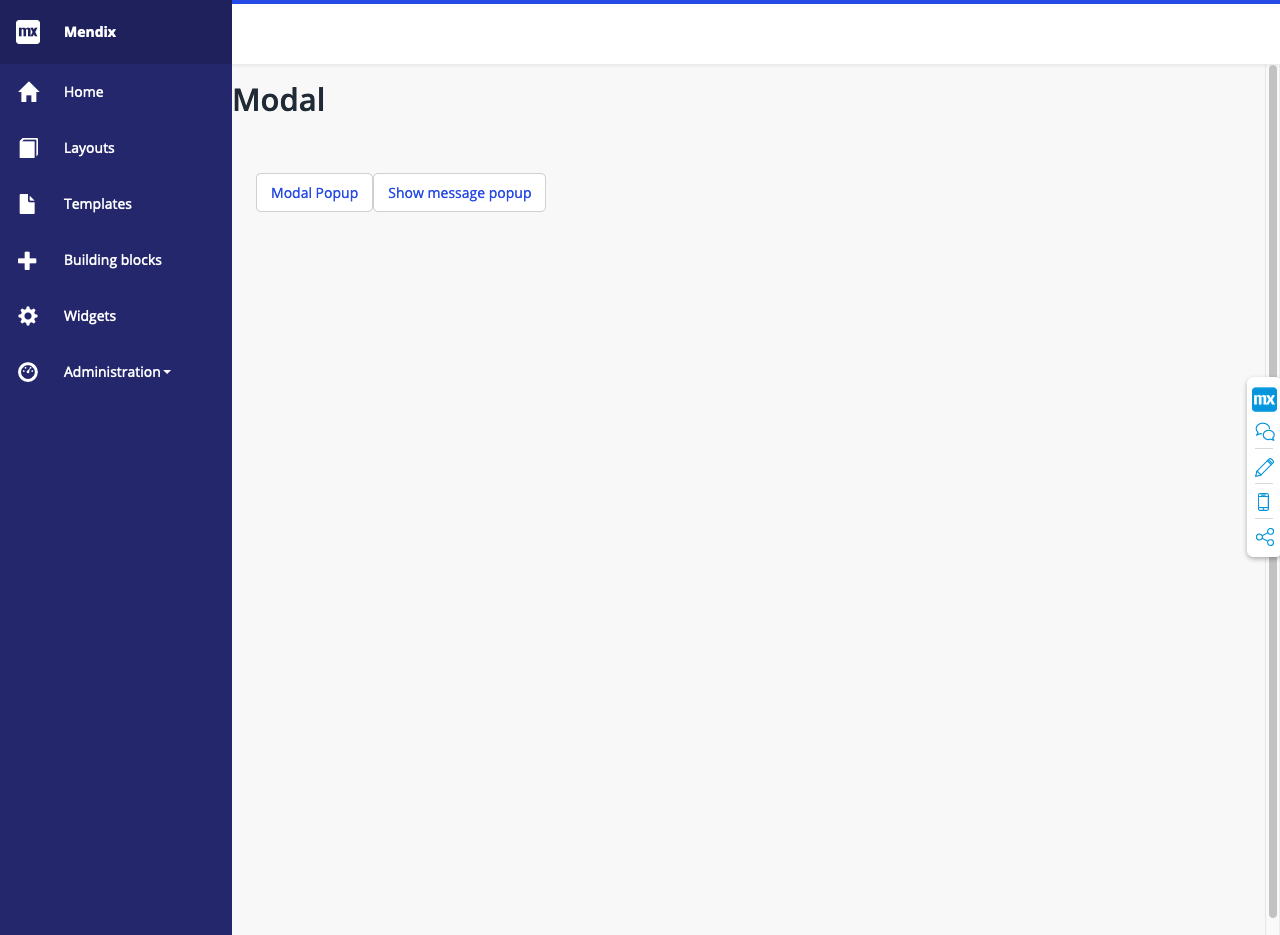 mx Mendix
Home
Layouts
Templates
Building blocks
Widgets
Administration
Modal
Modal Popup Show message popup
mx